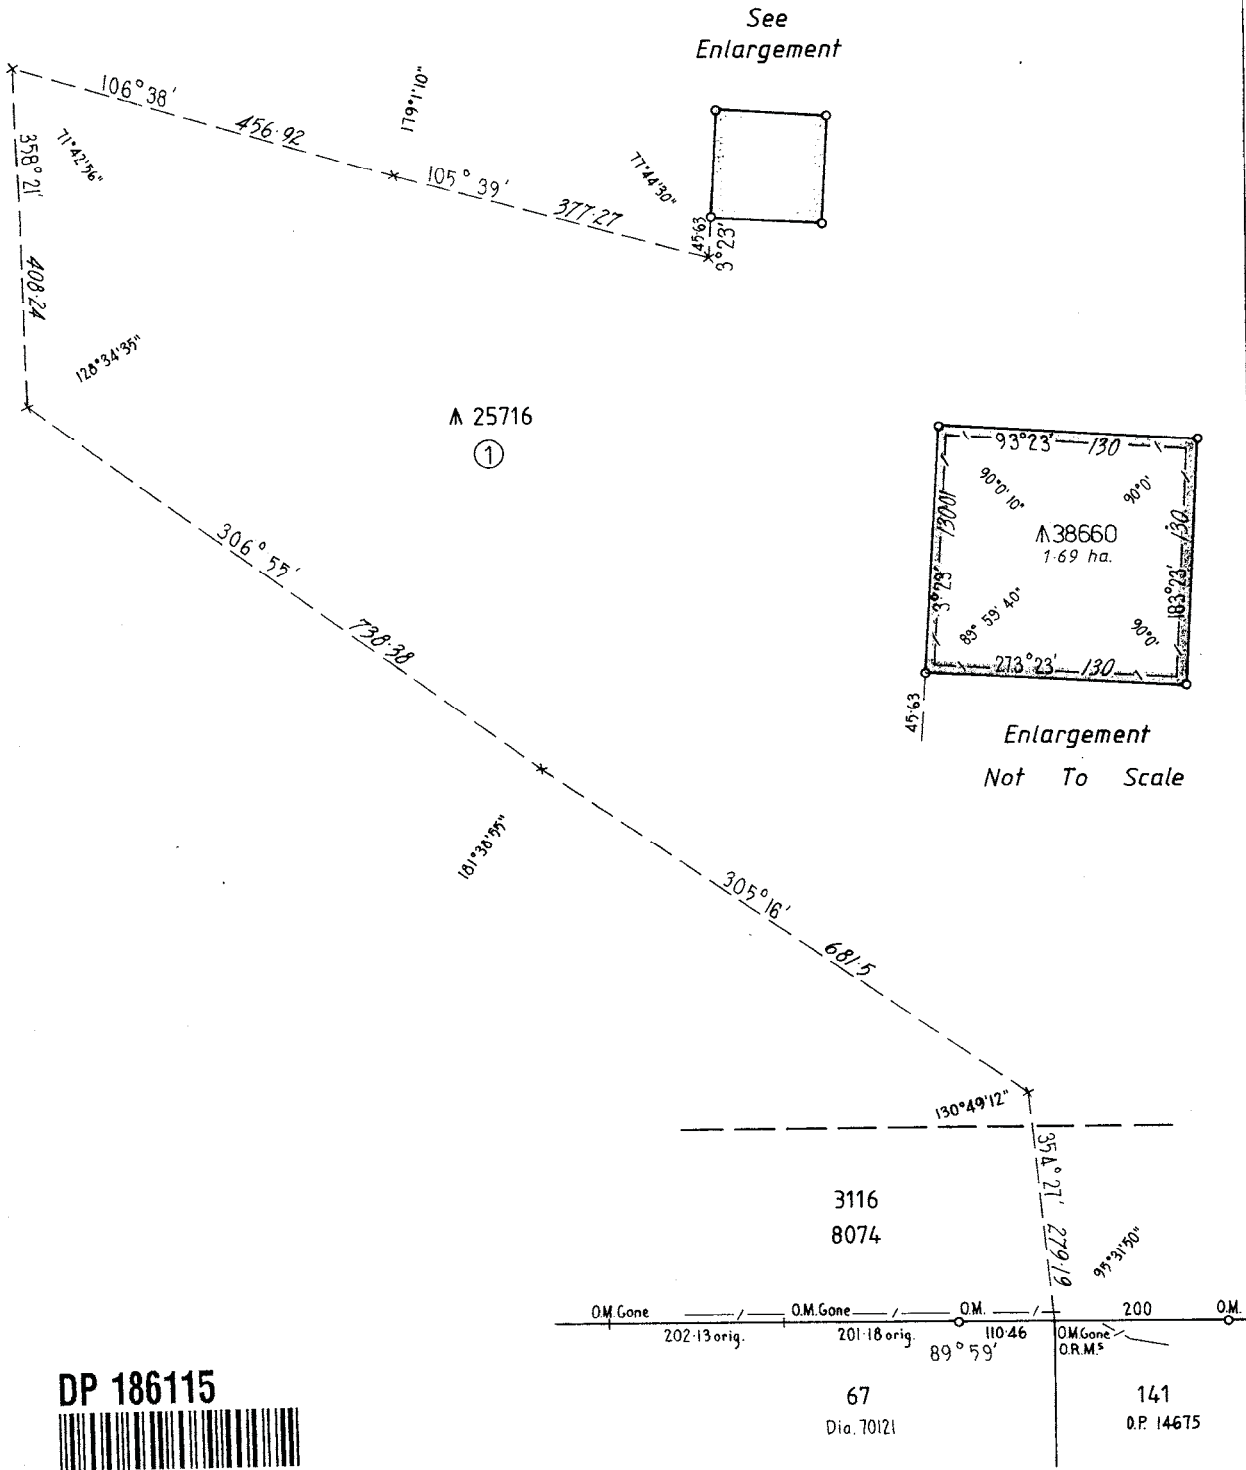 See
Enlargement
106°38'
456·92
179°1'10"
105°39'
377·27
77°44'30"
45·63
3°23'
71°42'56"
358°21'
408·24
128°34'35"
⩚ 25716
1
306°55'
738·38
181°38'55"
305°16'
681·5
93°23' 130
90°0'10"
90°0'
130·01
3°23'
⩚ 38660
1·69 ha.
130
183°23'
89°59'40"
90°0'
273°23' 130
45·63
Enlargement
Not To Scale
130°49'12"
354°27' 279·19
95°31'50"
3116
8074
O.M.Gone
O.M.Gone
O.M.
200
O.M.
202·13 orig.
201·18 orig.
110·46
O.M.Gone
O.R.M.s
89°59'
67
Dia. 70121
141
D.P. 14675
DP 186115